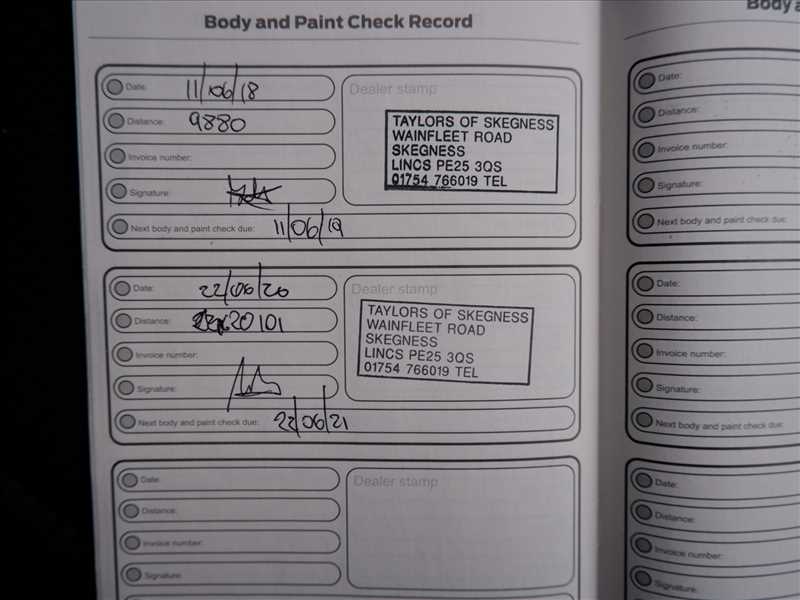 Body and Paint Check Record
Date: 11/06/18
Distance: 9880
Invoice number:
Signature:
Next body and paint check due: 11/06/19
Dealer stamp
TAYLORS OF SKEGNESS
WAINFLEET ROAD
SKEGNESS
LINCS PE25 3QS
01754 766019 TEL
Date: 22/06/20
Distance: 20101
Invoice number:
Signature:
Next body and paint check due: 22/06/21
Dealer stamp
TAYLORS OF SKEGNESS
WAINFLEET ROAD
SKEGNESS
LINCS PE25 3QS
01754 766019 TEL
Date:
Distance:
Invoice number:
Signature:
Dealer stamp
Body
Date:
Distance:
Invoice number:
Signature:
Next body and paint check due:
Date:
Distance:
Invoice number:
Signature:
Next body and paint check due:
Date:
Distance:
Invoice number:
Signature: